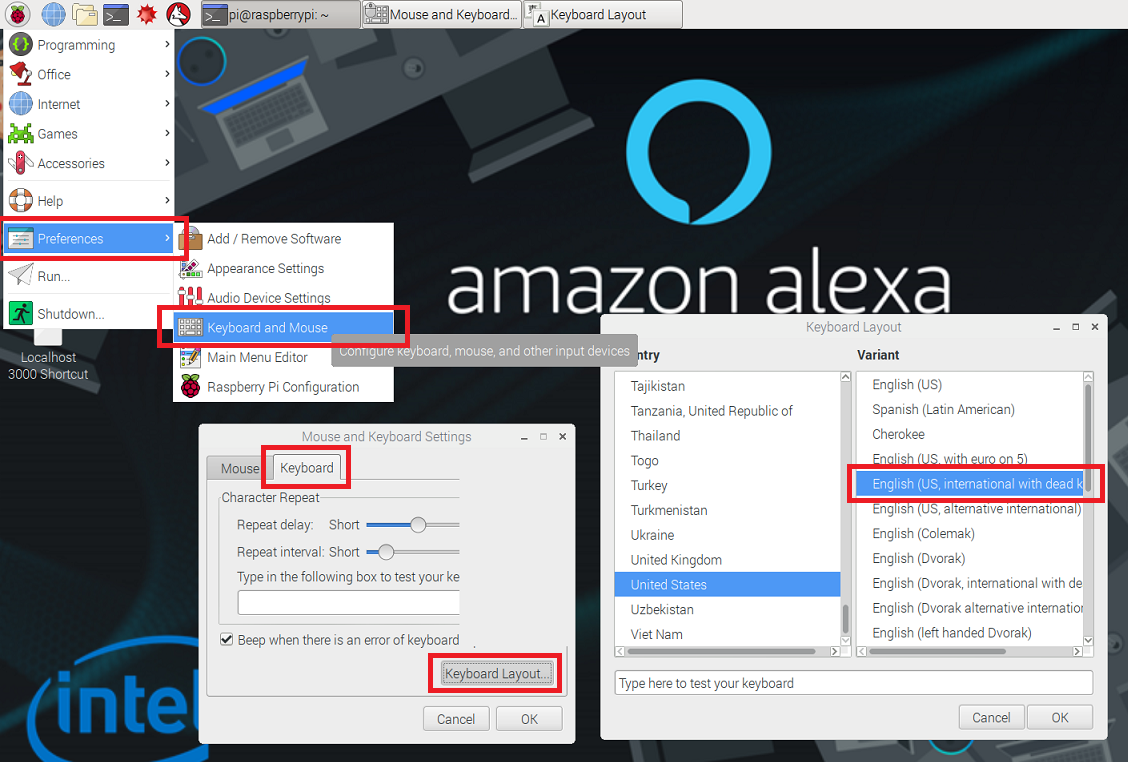 pi@raspberrypi: ~
Mouse and Keyboard...
A
Keyboard Layout
Programming
Office
Internet
Games
Accessories
Help
Preferences
Run...
Shutdown...
Add / Remove Software
Appearance Settings
Audio Device Settings
Keyboard and Mouse
Main Menu Editor
Raspberry Pi Configuration
Configure keyboard, mouse, and other input devices
Localhost
3000 Shortcut
amazon alexa
intel
Mouse and Keyboard Settings
Mouse
Keyboard
Character Repeat
Repeat delay: Short
Repeat interval: Short
Type in the following box to test your ke
Beep when there is an error of keyboard
Keyboard Layout...
Cancel
OK
Keyboard Layout
ntry
Tajikistan
Tanzania, United Republic of
Thailand
Togo
Turkey
Turkmenistan
Ukraine
United Kingdom
United States
Uzbekistan
Viet Nam
Variant
English (US)
Spanish (Latin American)
Cherokee
English (US, with euro on 5)
English (US, international with dead k
English (US, alternative international)
English (Colemak)
English (Dvorak)
English (Dvorak, international with de
English (Dvorak alternative internation
English (left handed Dvorak)
Type here to test your keyboard
Cancel
OK